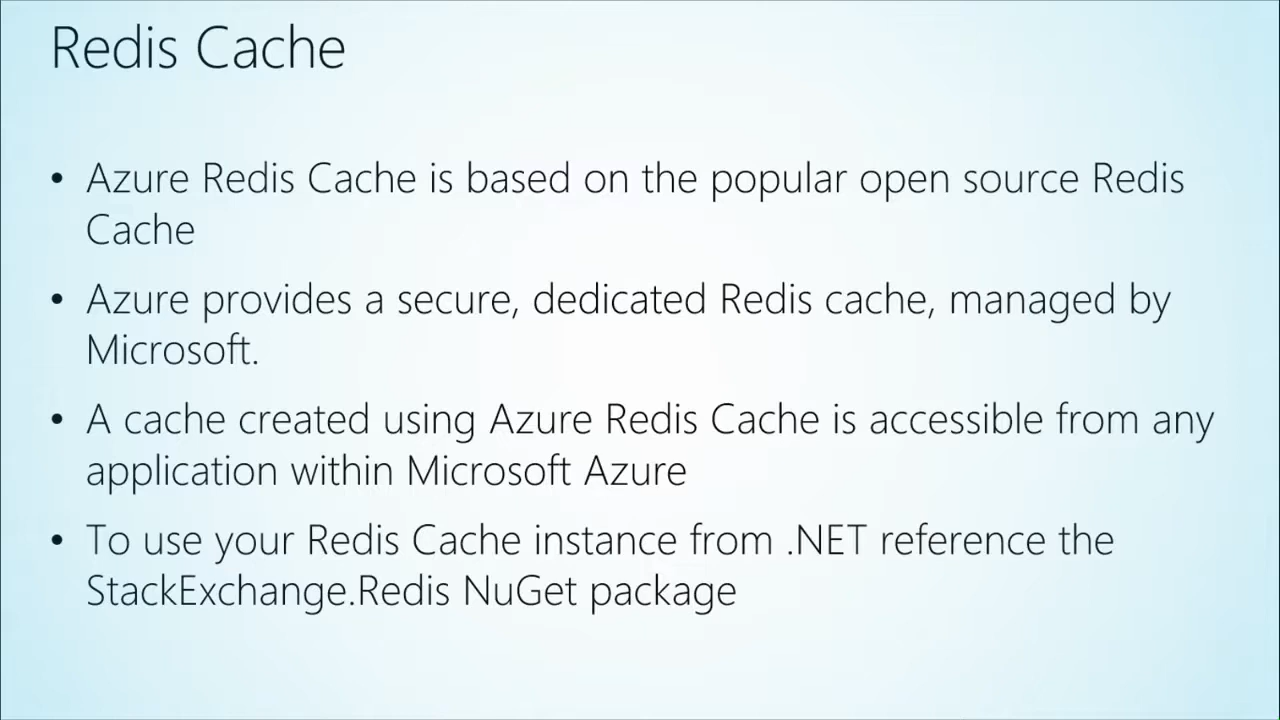 Redis Cache
• Azure Redis Cache is based on the popular open source Redis
Cache
• Azure provides a secure, dedicated Redis cache, managed by
Microsoft.
• A cache created using Azure Redis Cache is accessible from any
application within Microsoft Azure
• To use your Redis Cache instance from .NET reference the
StackExchange.Redis NuGet package